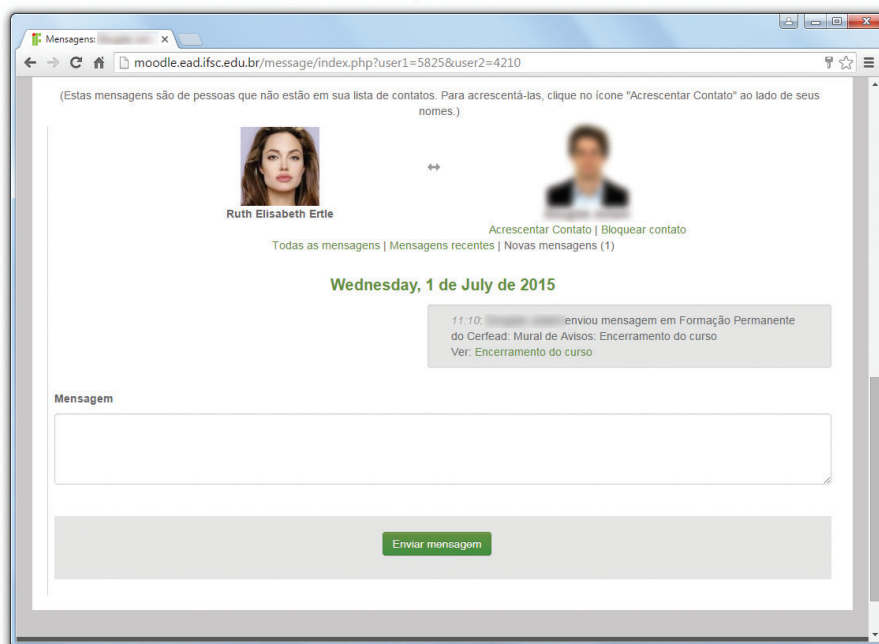 Mensagens:
moodle.ead.ifsc.edu.br/message/index.php?user1=5825&user2=4210
(Estas mensagens são de pessoas que não estão em sua lista de contatos. Para acrescentá-las, clique no ícone "Acrescentar Contato" ao lado de seus
nomes.)
Ruth Elisabeth Ertle
Acrescentar Contato | Bloquear contato
Todas as mensagens | Mensagens recentes | Novas mensagens (1)
Wednesday, 1 de July de 2015
11:10: enviou mensagem em Formação Permanente
do Cerfead: Mural de Avisos: Encerramento do curso
Ver: Encerramento do curso
Mensagem
Enviar mensagem